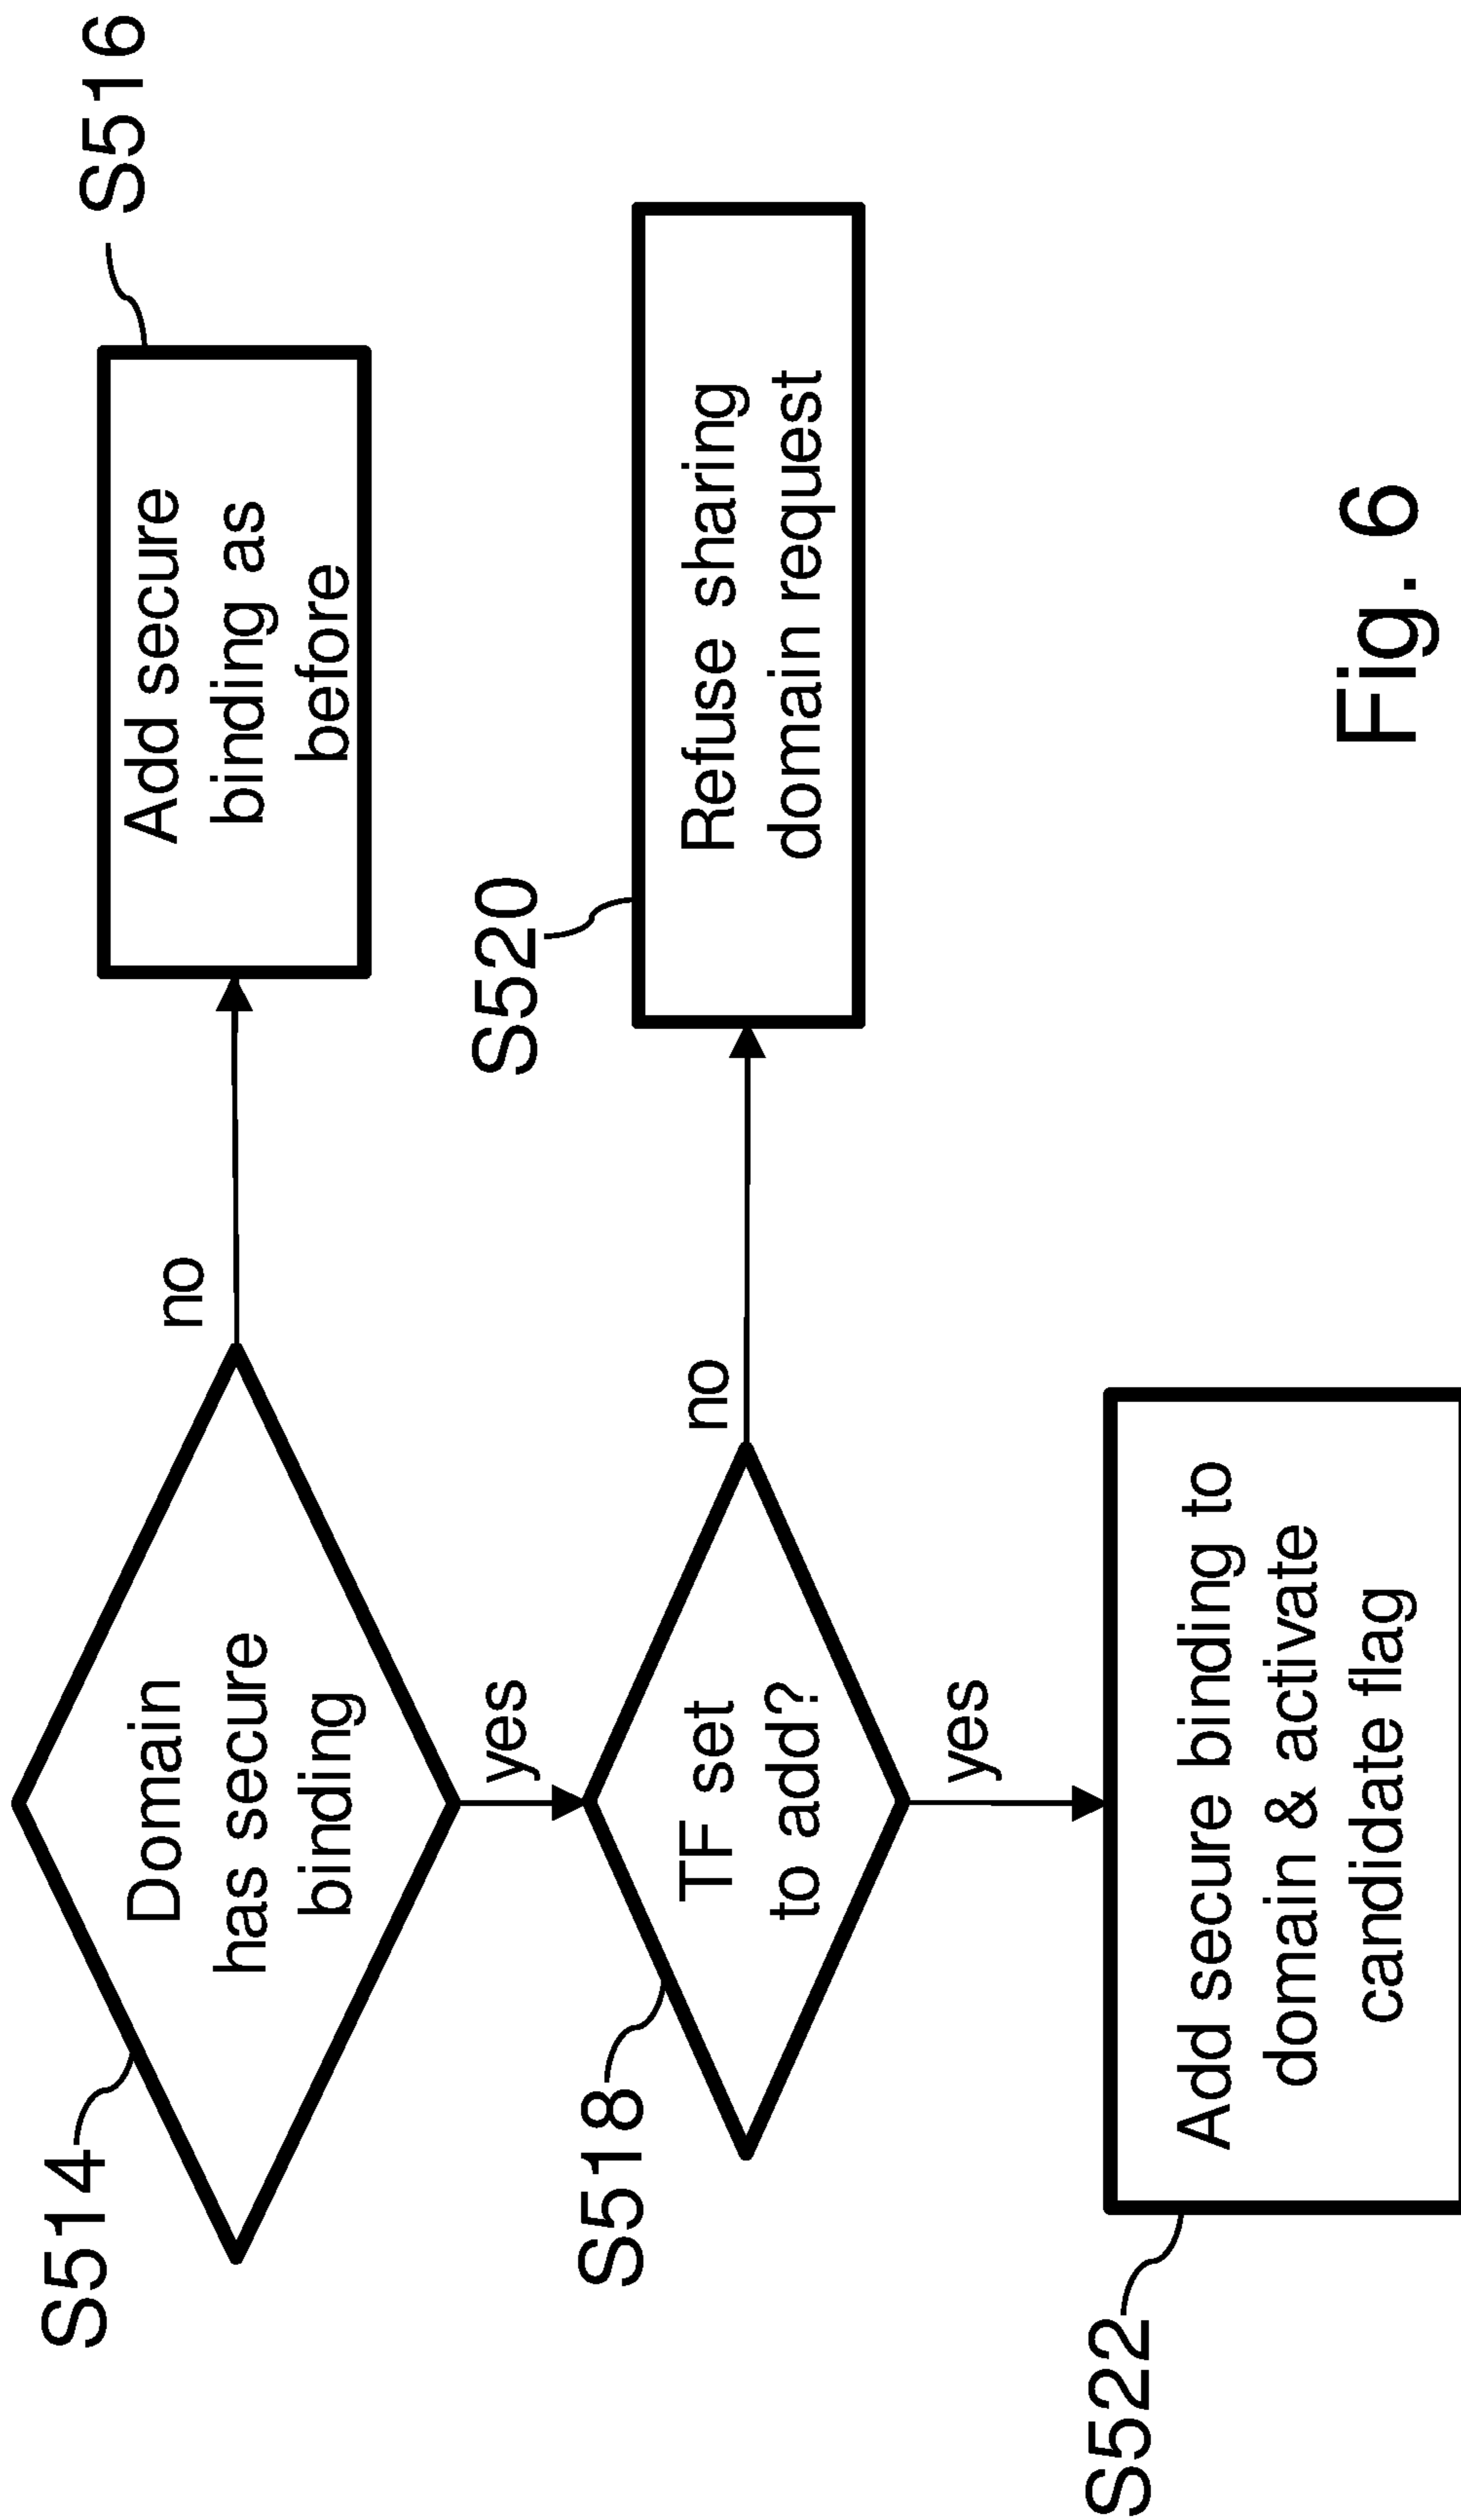 S514
Domain
has secure
binding
no
S516
Add secure
binding as
before
yes
S518
TF set
to add?
no
S520
Refuse sharing
domain request
yes
S522
Add secure binding to
domain & activate
candidate flag
Fig. 6